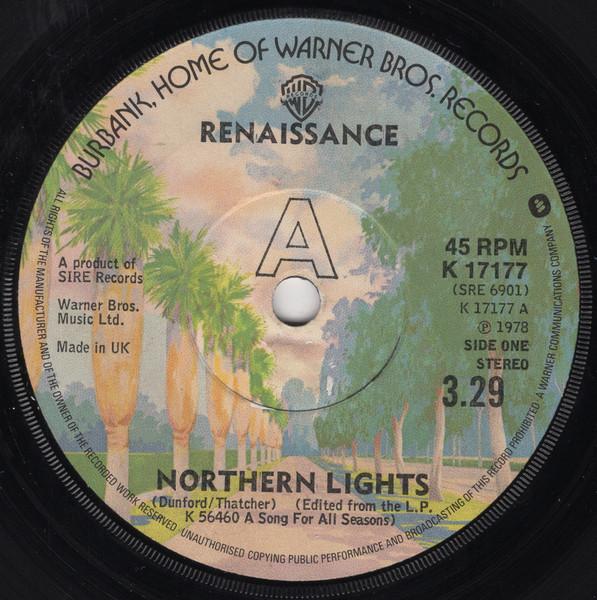 BURBANK, HOME OF WARNER BROS. RECORDS
RENAISSANCE
A
A product of
SIRE Records
Warner Bros.
Music Ltd.
Made in UK
45 RPM
K 17177
(SRE 6901)
K 17177 A
Ⓟ 1978
SIDE ONE
STEREO
3.29
NORTHERN LIGHTS
(Dunford/Thatcher) (Edited from the L.P.
K 56460 A Song For All Seasons)
ALL RIGHTS OF THE MANUFACTURER AND OF THE OWNER OF THE RECORDED WORK RESERVED. UNAUTHORISED COPYING PUBLIC PERFORMANCE AND BROADCASTING OF THIS RECORD PROHIBITED. A WARNER COMMUNICATIONS COMPANY